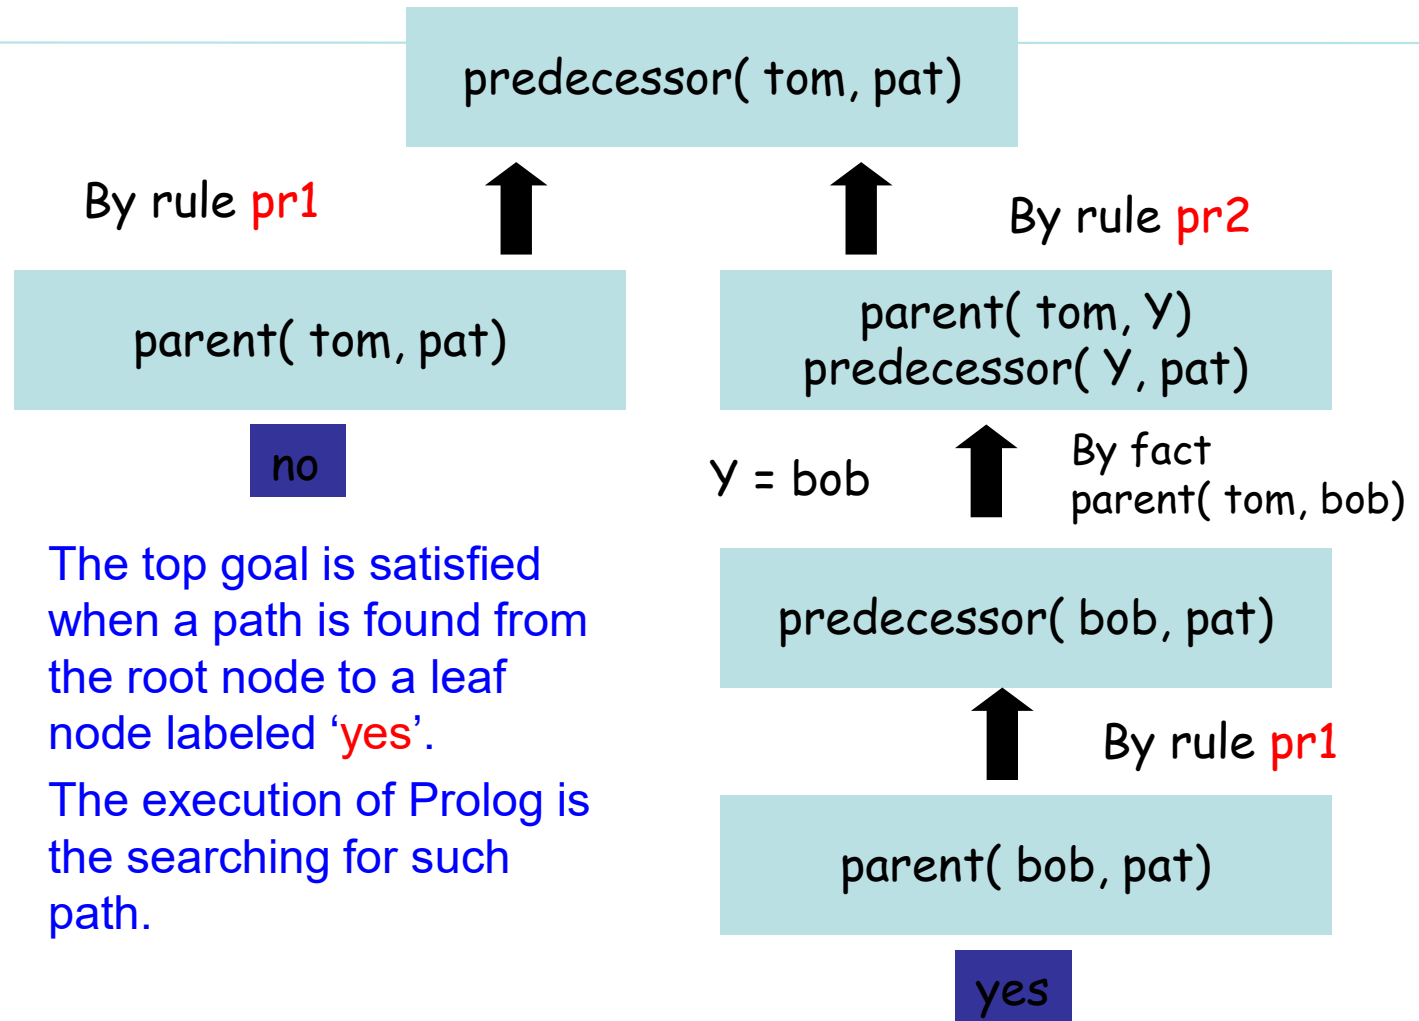 predecessor( tom, pat)
By rule pr1
By rule pr2
parent( tom, pat)
parent( tom, Y)
predecessor( Y, pat)
no
Y = bob
By fact
parent( tom, bob)
The top goal is satisfied
when a path is found from
the root node to a leaf
node labeled ‘yes’.
The execution of Prolog is
the searching for such
path.
predecessor( bob, pat)
By rule pr1
parent( bob, pat)
yes